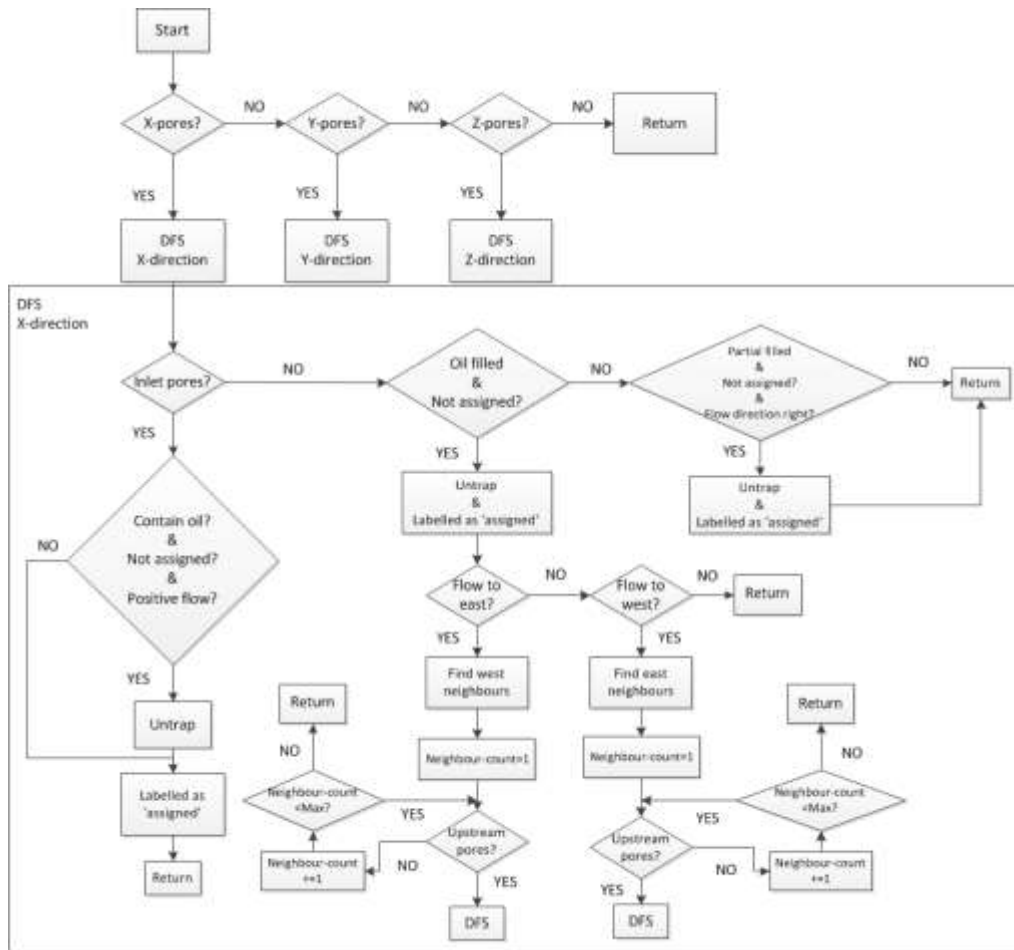 Start
X-pores?
NO
Y-pores?
NO
Z-pores?
NO
Return
YES
YES
YES
DFS
X-direction
DFS
Y-direction
DFS
Z-direction
DFS
X-direction
Inlet pores?
NO
Oil filled
&
Not assigned?
NO
Partial filled
&
Not assigned?
&
Flow direction right?
NO
Return
YES
YES
YES
Contain oil?
&
Not assigned?
&
Positive flow?
NO
Untrap
&
Labelled as 'assigned'
Untrap
&
Labelled as 'assigned'
Flow to
east?
NO
Flow to
west?
NO
Return
YES
YES
YES
Find west
neighbours
Find east
neighbours
Untrap
Return
Return
NO
Neighbour-count=1
Neighbour-count=1
NO
Labelled as
'assigned'
Neighbour-count
<Max?
YES
YES
Neighbour-count
<Max?
Upstream
pores?
Upstream
pores?
Return
Neighbour-count
+=1
NO
NO
Neighbour-count
+=1
YES
YES
DFS
DFS